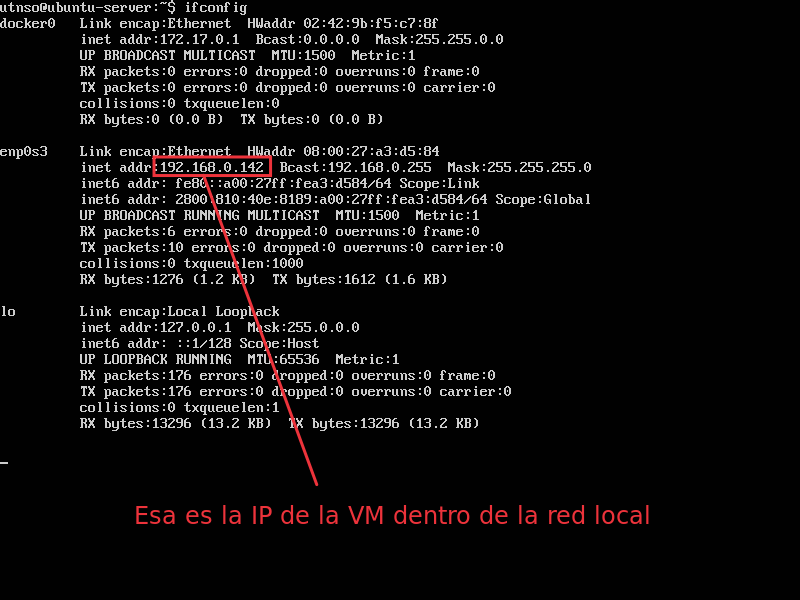 utnso@ubuntu-server:~$ ifconfig
docker0 Link encap:Ethernet HWaddr 02:42:9b:f5:c7:8f
inet addr:172.17.0.1 Bcast:0.0.0.0 Mask:255.255.0.0
UP BROADCAST MULTICAST MTU:1500 Metric:1
RX packets:0 errors:0 dropped:0 overruns:0 frame:0
TX packets:0 errors:0 dropped:0 overruns:0 carrier:0
collisions:0 txqueuelen:0
RX bytes:0 (0.0 B) TX bytes:0 (0.0 B)
enp0s3 Link encap:Ethernet HWaddr 08:00:27:a3:d5:84
inet addr:192.168.0.142 Bcast:192.168.0.255 Mask:255.255.255.0
inet6 addr: fe80::a00:27ff:fea3:d584/64 Scope:Link
inet6 addr: 2800:810:40e:8189:a00:27ff:fea3:d584/64 Scope:Global
UP BROADCAST RUNNING MULTICAST MTU:1500 Metric:1
RX packets:6 errors:0 dropped:0 overruns:0 frame:0
TX packets:10 errors:0 dropped:0 overruns:0 carrier:0
collisions:0 txqueuelen:1000
RX bytes:1276 (1.2 KB) TX bytes:1612 (1.6 KB)
lo Link encap:Local Loopback
inet addr:127.0.0.1 Mask:255.0.0.0
inet6 addr: ::1/128 Scope:Host
UP LOOPBACK RUNNING MTU:65536 Metric:1
RX packets:176 errors:0 dropped:0 overruns:0 frame:0
TX packets:176 errors:0 dropped:0 overruns:0 carrier:0
collisions:0 txqueuelen:1
RX bytes:13296 (13.2 KB) TX bytes:13296 (13.2 KB)
Esa es la IP de la VM dentro de la red local